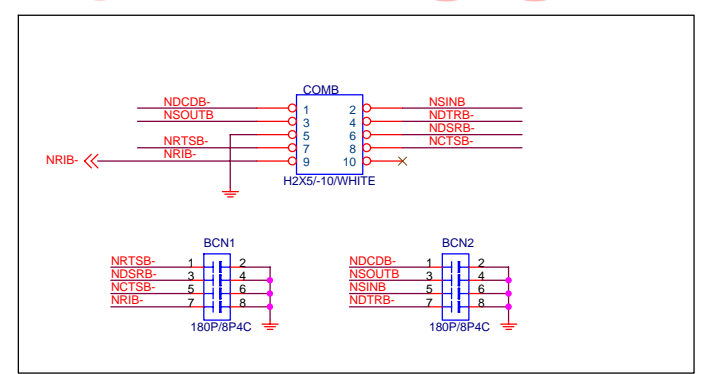 COMB
NDCDB- 1 2 NSINB
NSOUTB 3 4 NDTRB-
5 6 NDSRB-
NRTSB- 7 8 NCTSB-
NRIB- NRIB- 9 10
H2X5/-10/WHITE
BCN1
NRTSB- 1 2
NDSRB- 3 4
NCTSB- 5 6
NRIB- 7 8
180P/8P4C
BCN2
NDCDB- 1 2
NSOUTB 3 4
NSINB 5 6
NDTRB- 7 8
180P/8P4C